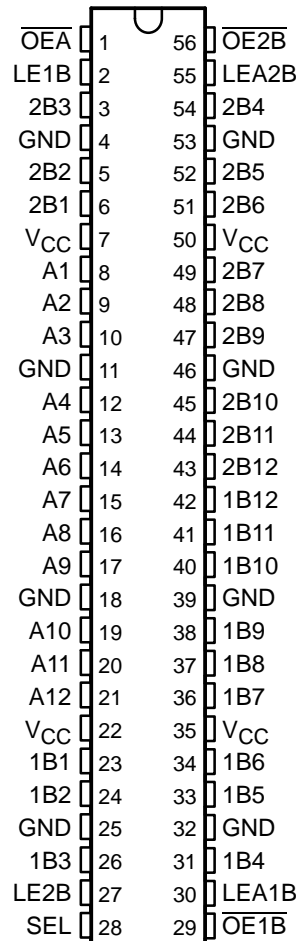 O̅E̅A̅ 1 56 O̅E̅2̅B̅
LE1B 2 55 LEA2B
2B3 3 54 2B4
GND 4 53 GND
2B2 5 52 2B5
2B1 6 51 2B6
VCC 7 50 VCC
A1 8 49 2B7
A2 9 48 2B8
A3 10 47 2B9
GND 11 46 GND
A4 12 45 2B10
A5 13 44 2B11
A6 14 43 2B12
A7 15 42 1B12
A8 16 41 1B11
A9 17 40 1B10
GND 18 39 GND
A10 19 38 1B9
A11 20 37 1B8
A12 21 36 1B7
VCC 22 35 VCC
1B1 23 34 1B6
1B2 24 33 1B5
GND 25 32 GND
1B3 26 31 1B4
LE2B 27 30 LEA1B
SEL 28 29 O̅E̅1̅B̅